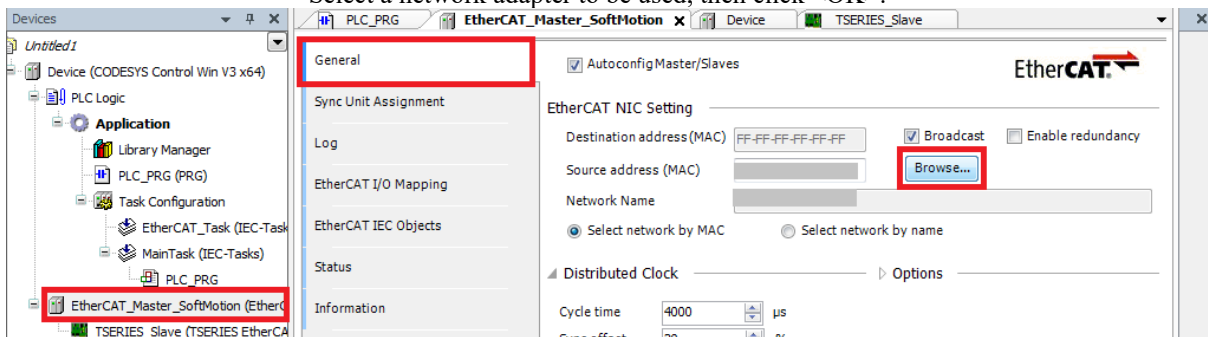 Select a network adapter to be used, then click
Devices
PLC_PRG
EtherCAT_Master_SoftMotion
Device
TSERIES_Slave
Untitled1
Device (CODESYS Control Win V3 x64)
PLC Logic
Application
Library Manager
PLC_PRG (PRG)
Task Configuration
EtherCAT_Task (IEC-Task
MainTask (IEC-Tasks)
PLC_PRG
EtherCAT_Master_SoftMotion (EtherC
TSERIES_Slave (TSERIES EtherCA
General
Sync Unit Assignment
Log
EtherCAT I/O Mapping
EtherCAT IEC Objects
Status
Information
Autoconfig Master/Slaves
EtherCAT.
EtherCAT NIC Setting
Destination address (MAC) FF-FF-FF-FF-FF-FF Broadcast Enable redundancy
Source address (MAC) Browse...
Network Name
Select network by MAC Select network by name
Distributed Clock Options
Cycle time 4000 µs